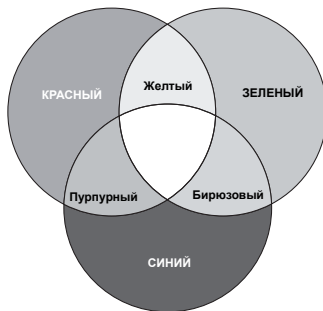 Желтый
КРАСНЫЙ
ЗЕЛЕНЫЙ
Пурпурный
Бирюзовый
СИНИЙ